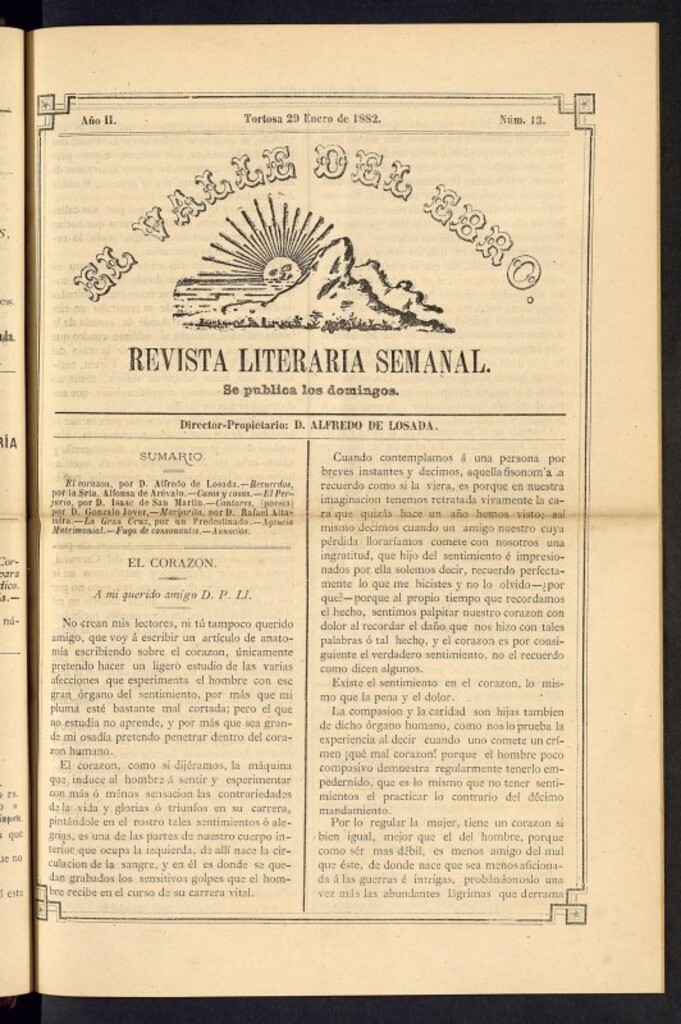 Año II.
Tortosa 29 Enero de 1882.
Núm. 13.
EL VALLE DEL EBRO.
REVISTA LITERARIA SEMANAL.
Se publica los domingos.
Director-Propietario: D. ALFREDO DE LOSADA.
SUMARIO
El corazon, por D. Alfredo de Losada.—Recuerdos,
por la Srta. Alfonsa de Arévalo.—Casos y cosas.—El Per-
jurio, por D. Isaac de San Martin.—Cantares, (poesías)
por D. Gonzalo Jover.—Margarita, por D. Rafael Alta-
mira.—La Gran Cruz, por un Predestinado.—Agencia
Matrimonial.—Fuga de consonantes.—Anuncios.
EL CORAZON.
A mi querido amigo D. P. Ll.
No crean mis lectores, ni tú tampoco querido
amigo, que voy á escribir un artículo de anato-
mía escribiendo sobre el corazon, únicamente
pretendo hacer un ligero estudio de las varias
afecciones que esperimenta el hombre con ese
gran órgano del sentimiento, por más que mi
pluma esté bastante mal cortada; pero el que
no estudia no aprende, y por más que sea gran-
de mi osadía pretendo penetrar dentro del cora-
zon humano.
El corazon, como si dijéramos, la máquina
que induce al hombre á sentir y esperimentar
con más ó ménos sensacion las contrariedades
de la vida y glorias ó triunfos en su carrera,
pintándole en el rostro tales sentimientos ó ale-
grías, es una de las partes de nuestro cuerpo in-
terior que ocupa la izquierda, de allí nace la cir-
culacion de la sangre, y en él es donde se que-
dan grabados los sensitivos golpes que el hom-
bre recibe en el curso de su carrera vital.
Cuando contemplamos á una persona por
breves instantes y decimos, aquella fisonom'a la
recuerdo como si la viera, es porque en nuestra
imaginacion tenemos retratada vivamente la ca-
ra que quizás hace un año hemos visto; así
mismo decimos cuando un amigo nuestro cuya
pérdida lloraríamos comete con nosotros una
ingratitud, que hijo del sentimiento é impresio-
nados por ella solemos decir, recuerdo perfecta-
mente lo que me hicistes y no lo olvido—¿por
qué?—porque al propio tiempo que recordamos
el hecho, sentimos palpitar nuestro corazon con
dolor al recordar el daño que nos hizo con tales
palabras ó tal hecho, y el corazon es por consi-
guiente el verdadero sentimiento, no el recuerdo
como dicen algunos.
Existe el sentimiento en el corazon, lo mis-
mo que la pena y el dolor.
La compasion y la caridad son hijas tambien
de dicho órgano humano, como nos lo prueba la
experiencia al decir cuando uno comete un crí-
men ¡qué mal corazon! porque el hombre poco
compasivo demuestra regularmente tenerlo em-
pedernido, que es lo mismo que no tener senti-
mientos el practicar lo contrario del décimo
mandamiento.
Por lo regular la mujer, tiene un corazon si
bien igual, mejor que el del hombre, porque
como sér mas débil, es menos amigo del mal
que éste, de donde nace que sea menos aficiona-
da á las guerras é intrigas, probándonoslo una
vez más las abundantes lágrimas que derrama